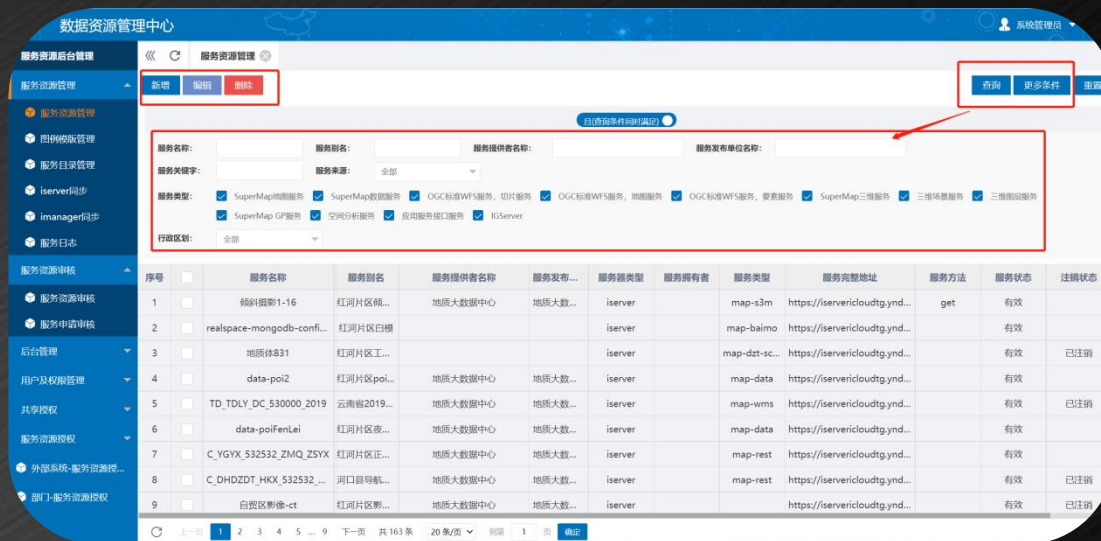 数据资源管理中心
系统管理员
服务资源后台管理
服务资源管理
服务资源管理
服务资源管理
图例模版管理
服务目录管理
iserver同步
imanager同步
服务日志
服务资源审核
服务资源审核
服务申请审核
后台管理
用户及权限管理
共享授权
服务资源授权
外部系统-服务资源授...
部门-服务资源授权
新增 编辑 删除
查询 更多条件 重置
且(查询条件同时满足)
服务名称: 服务别名: 服务提供者名称: 服务发布单位名称:
服务关键字: 服务来源: 全部
服务类型: SuperMap地图服务 SuperMap数据服务 OGC标准WFS服务，切片服务 OGC标准WFS服务，地图服务 OGC标准WFS服务，要素服务 SuperMap三维服务 三维场景服务 三维图层服务
SuperMap GP服务 空间分析服务 应用服务接口服务 IGServer
行政区划: 全部
序号 服务名称 服务别名 服务提供者名称 服务发布... 服务器类型 服务拥有者 服务类型 服务完整地址 服务方法 服务状态 注销状态
1 倾斜摄影1-16 红河片区倾... 地质大数据中心 地质大数... iserver map-s3m https://iservericloudtg.ynd... get 有效
2 realspace-mongodb-confi... 红河片区白模 iserver map-baimo https://iservericloudtg.ynd... 有效
3 地质体831 红河片区工... iserver map-dzt-sc... https://iservericloudtg.ynd... 有效 已注销
4 data-poi2 红河片区poi... 地质大数据中心 地质大数... iserver map-data https://iservericloudtg.ynd... 有效
5 TD_TDLY_DC_530000_2019 云南省2019... 地质大数据中心 地质大数... iserver map-wms https://iservericloudtg.ynd... 有效 已注销
6 data-poiFenLei 红河片区夜... 地质大数据中心 地质大数... iserver map-data https://iservericloudtg.ynd... 有效
7 C_YGYX_532532_ZMQ_ZSYX 红河片区正... 地质大数据中心 地质大数... iserver map-rest https://iservericloudtg.ynd... 有效
8 C_DHDZDT_HKX_532532_... 河口县导航... 地质大数据中心 地质大数... iserver map-rest https://iservericloudtg.ynd... 有效 已注销
9 自贸区影像-ct 红河片区影... 地质大数据中心 地质大数... iserver https://iservericloudtg.ynd... 有效 已注销
上一页 1 2 3 4 5 ... 9 下一页 共 163 条 20 条/页 到第 1 页 确定